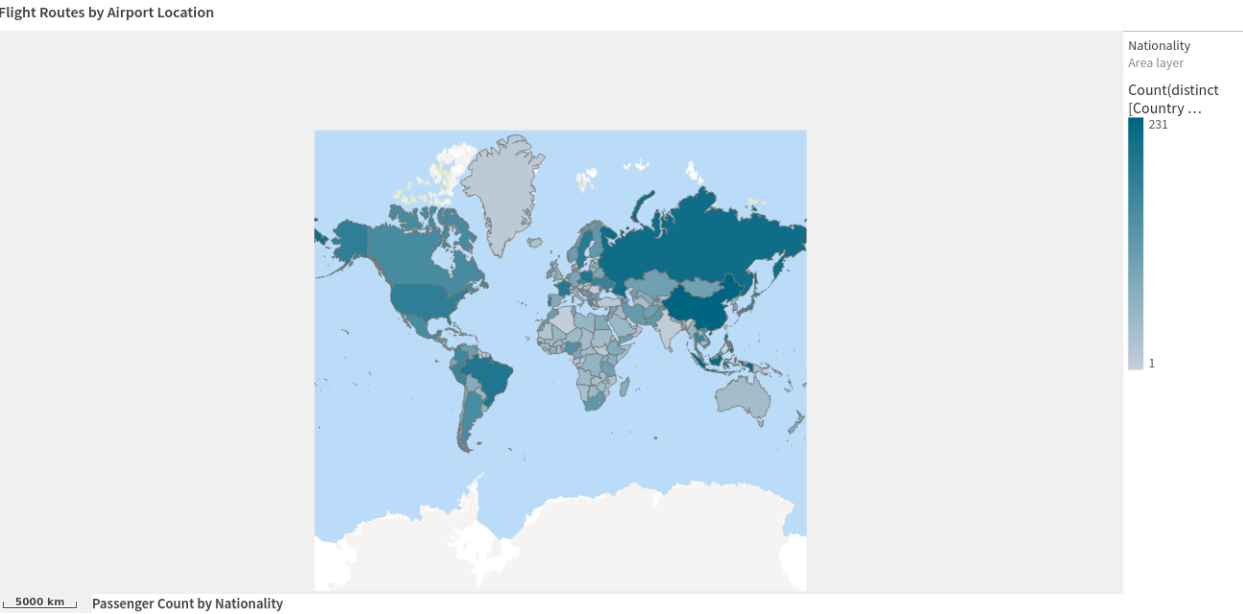 Flight Routes by Airport Location
Nationality
Area layer
Count(distinct
[Country ...
231
1
5000 km
Passenger Count by Nationality